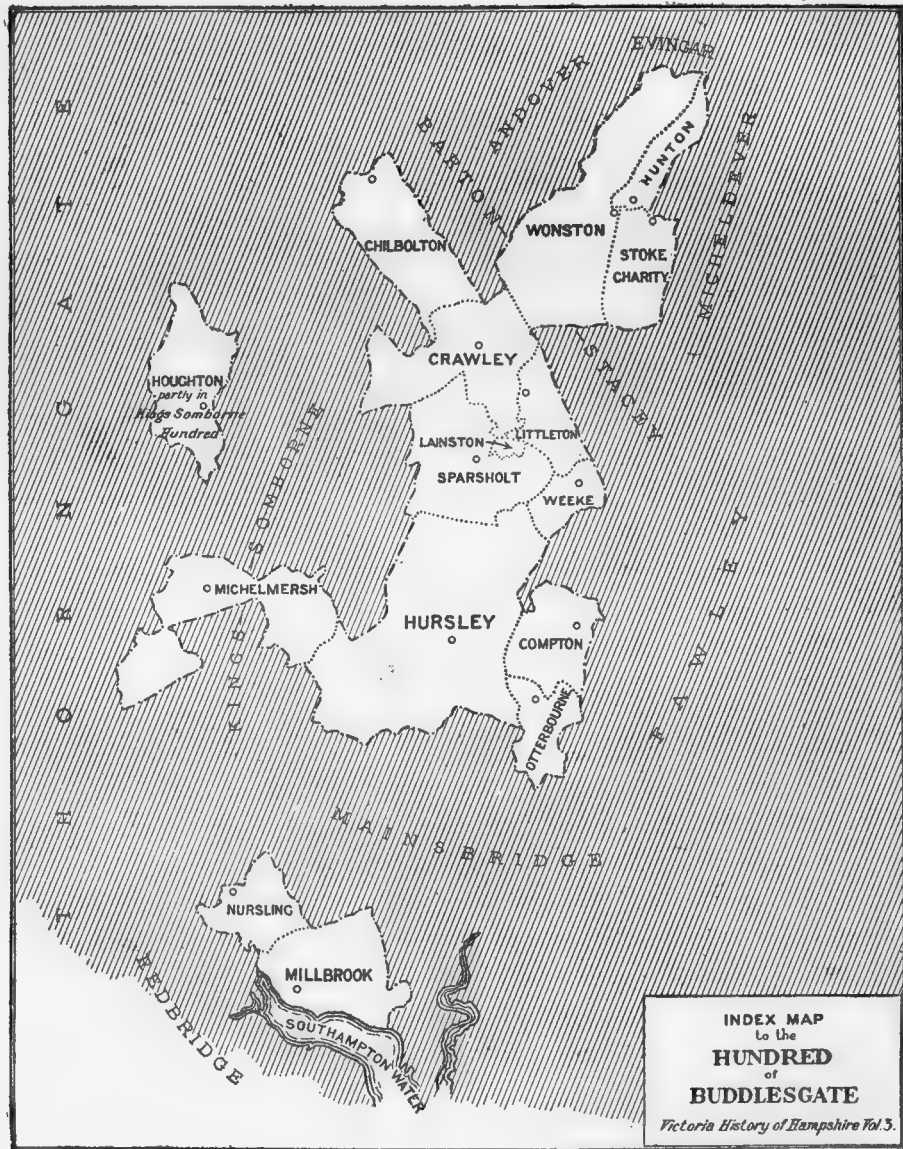 EVINGAR
ANDOVER
BARTON
STACEY
MICHELDEVER
HUNTON
WONSTON
STOKE
CHARITY
CHILBOLTON
CRAWLEY
HOUGHTON
partly in
Kings Somborne
Hundred
LAINSTON
LITTLETON
SPARSHOLT
WEEKE
THORNGATE
KINGS SOMBORNE
MICHELMERSH
HURSLEY
COMPTON
OTTERBOURNE
FAWLEY
MAINSBRIDGE
NURSLING
MILLBROOK
REDBRIDGE
SOUTHAMPTON WATER
INDEX MAP
to the
HUNDRED
of
BUDDLESGATE
Victoria History of Hampshire Vol.3.